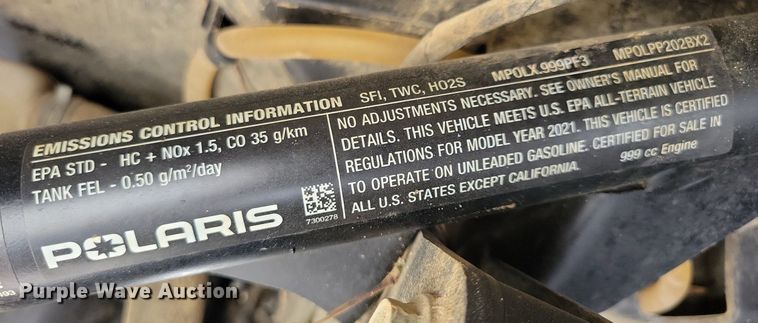 EMISSIONS CONTROL INFORMATION SFI, TWC, HO2S MPOLX.999PF3 MPOLPP202BX2
EPA STD - HC + NOx 1.5, CO 35 g/km
TANK FEL - 0.50 g/m²/day
POLARIS
7300278
NO ADJUSTMENTS NECESSARY. SEE OWNER'S MANUAL FOR
DETAILS. THIS VEHICLE MEETS U.S. EPA ALL-TERRAIN VEHICLE
REGULATIONS FOR MODEL YEAR 2021. THIS VEHICLE IS CERTIFIED
TO OPERATE ON UNLEADED GASOLINE. CERTIFIED FOR SALE IN
ALL U.S. STATES EXCEPT CALIFORNIA. 999 cc Engine
Purple Wave Auction